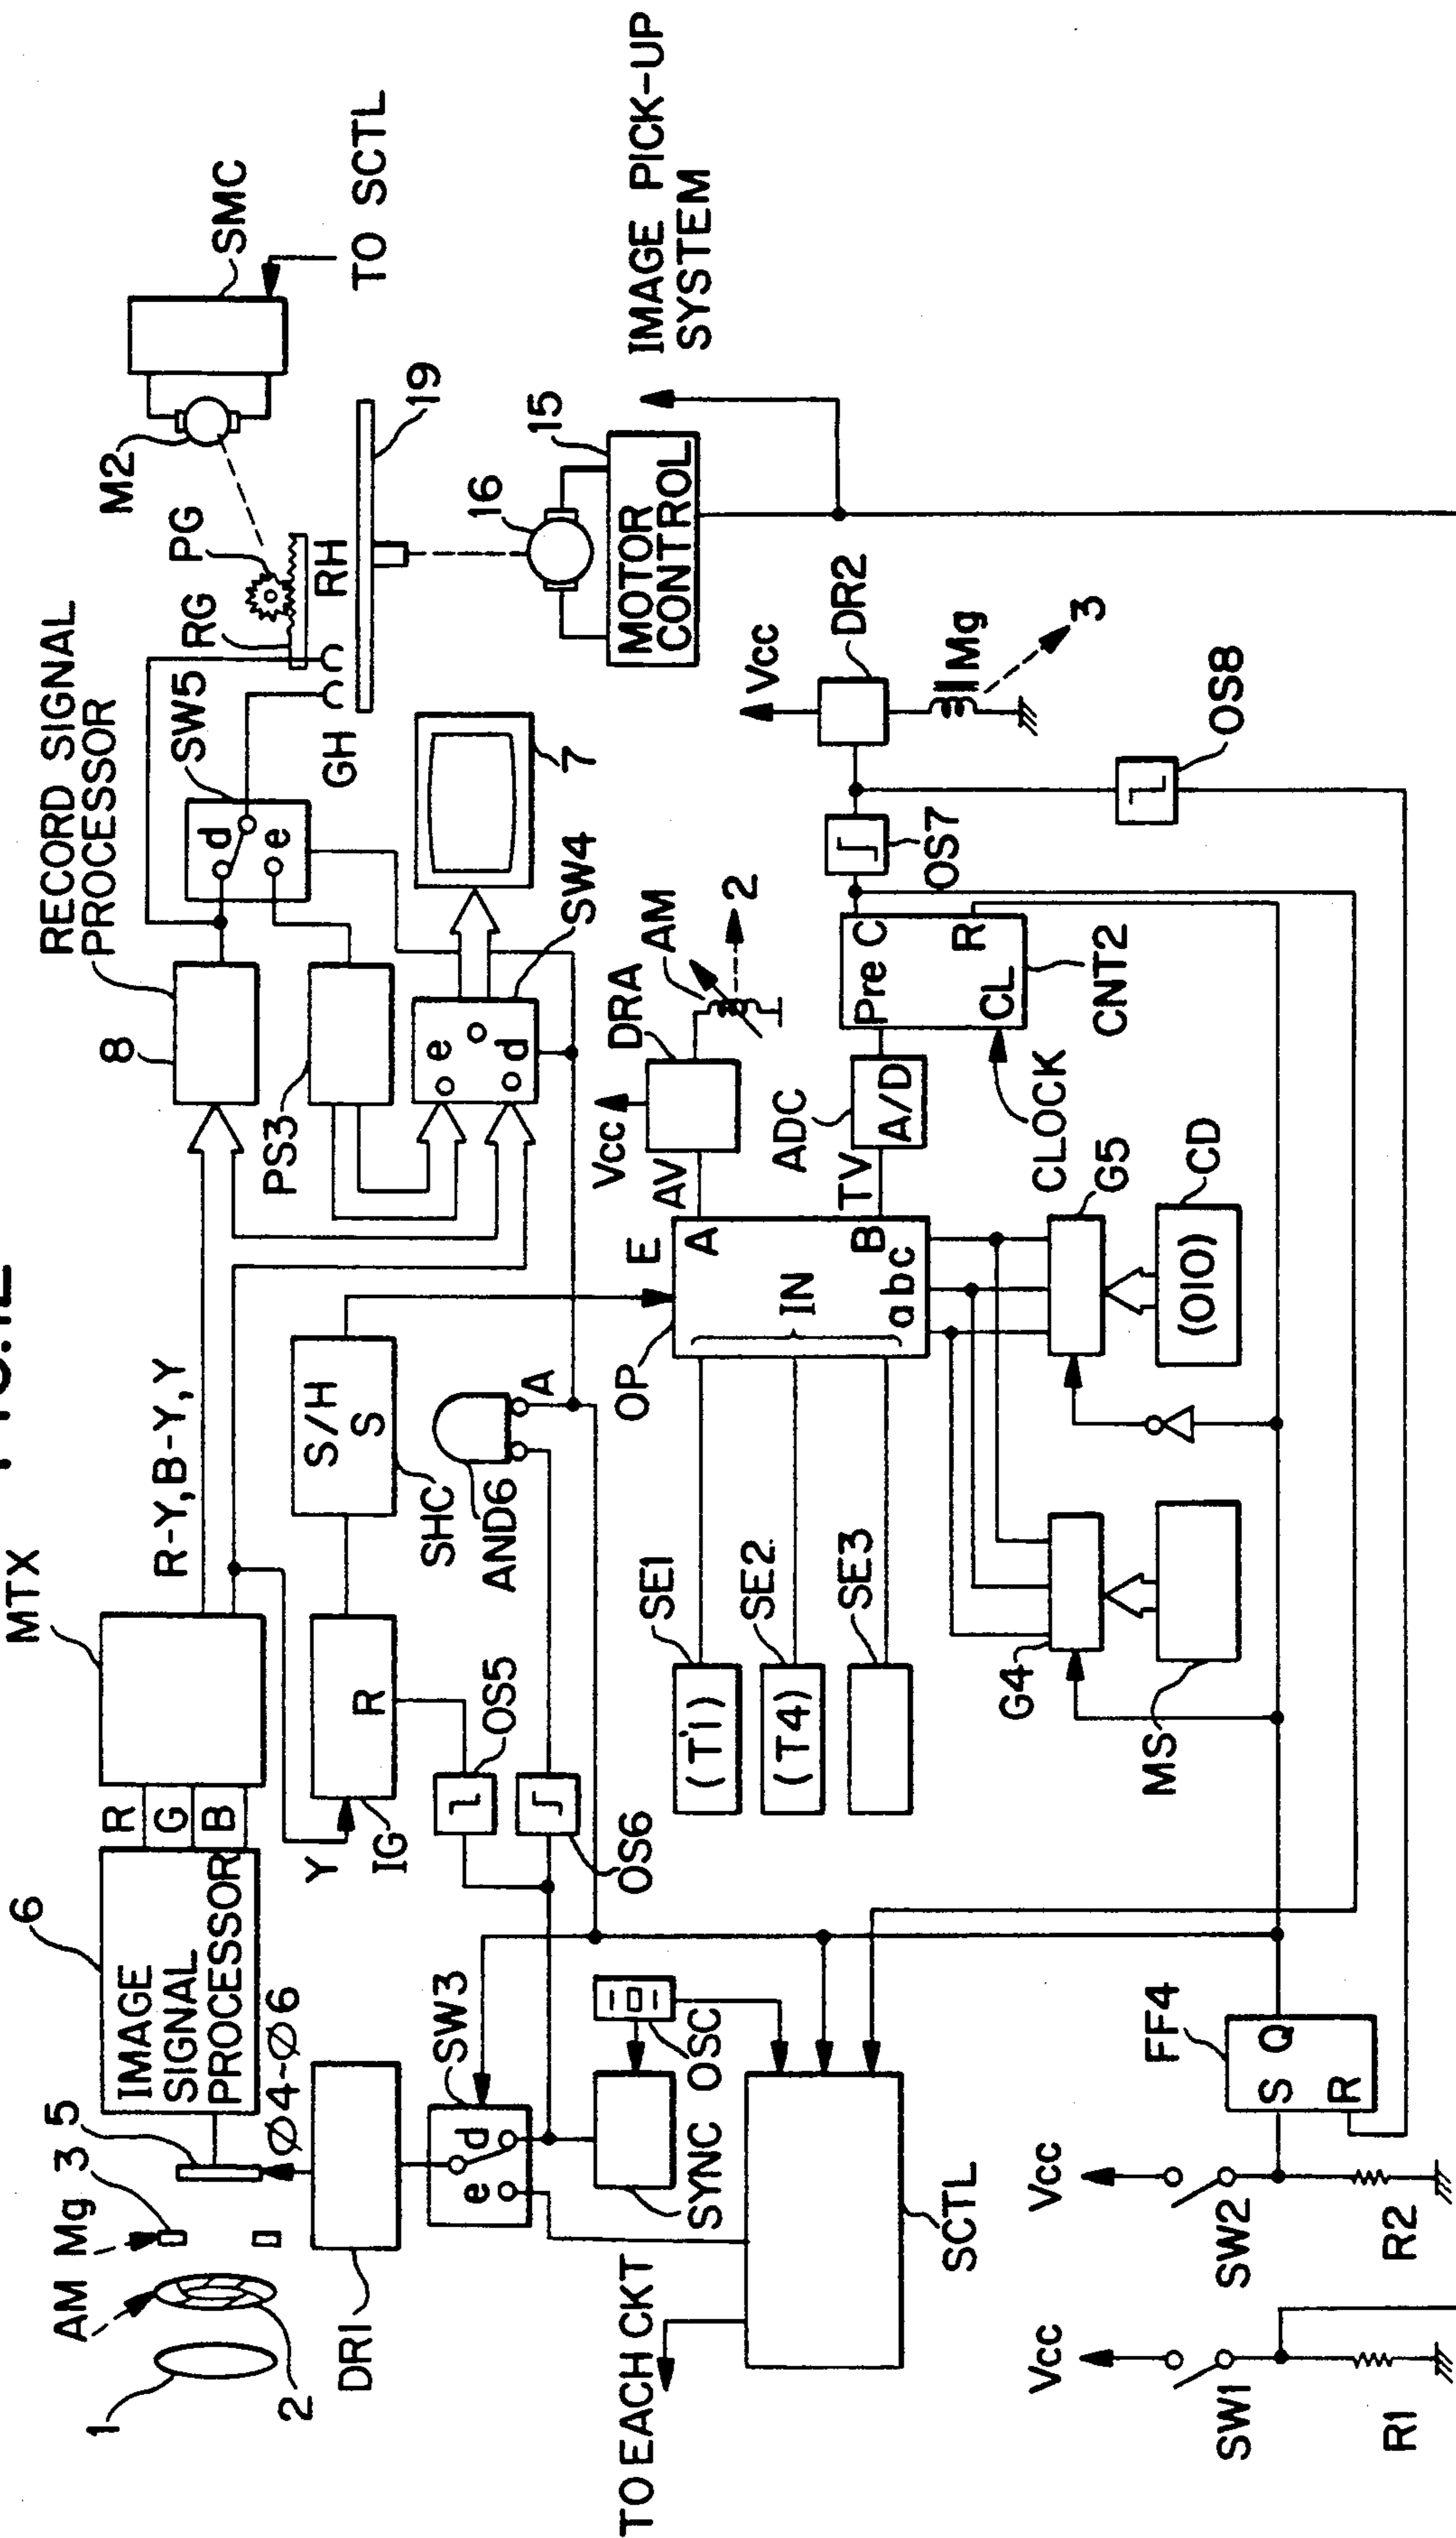 FIG.12
MTX
R-Y, B-Y, Y
8
RECORD SIGNAL
PROCESSOR
SW5
d
e
RG
PG
M2
SMC
TO SCTL
GH
RH
19
6
IMAGE
SIGNAL
PROCESSOR
R
G
B
AM
Mg
3
5
Ø4~Ø6
1
2
DR1
Y
IG
R
S/H
S
SHC
PS3
e
d
SW4
7
16
15
MOTOR
CONTROL
IMAGE PICK-UP
SYSTEM
SW3
d
e
OS5
OS6
AND6
A
SYNC
OSC
TO EACH CKT
SCTL
SE1
(T1)
SE2
(T4)
SE3
OP
E
IN
A
B
a b c
AV
TV
Vcc
DRA
AM
2
ADC
A/D
Pre C
R
CL
CLOCK
CNT2
OS7
Vcc
DR2
Mg
3
OS8
G4
MS
G5
CD
(010)
FF4
S Q
R
Vcc
SW1
R1
Vcc
SW2
R2